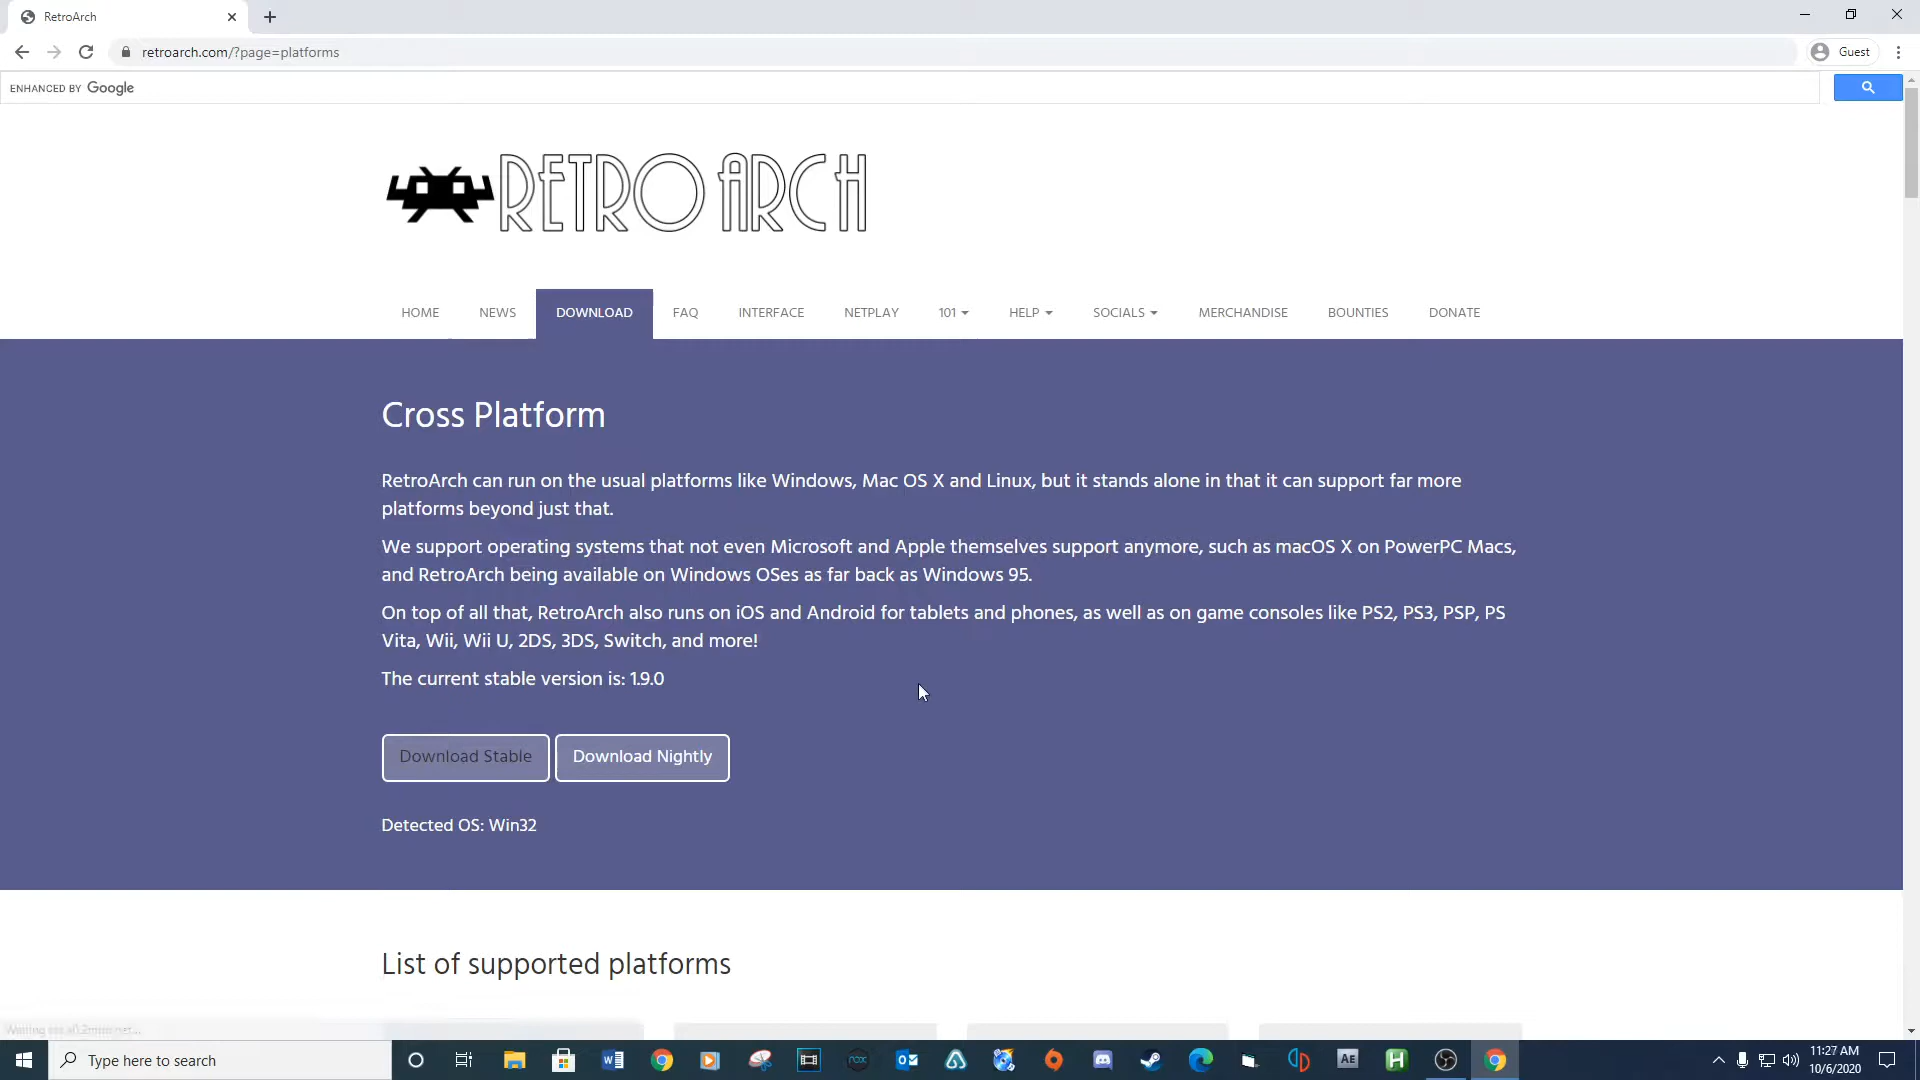 RetroArch
retroarch.com/?page=platforms
Guest
ENHANCED BY Google
RETROARCH
HOME NEWS DOWNLOAD FAQ INTERFACE NETPLAY 101 HELP SOCIALS MERCHANDISE BOUNTIES DONATE
Cross Platform
RetroArch can run on the usual platforms like Windows, Mac OS X and Linux, but it stands alone in that it can support far more
platforms beyond just that.
We support operating systems that not even Microsoft and Apple themselves support anymore, such as macOS X on PowerPC Macs,
and RetroArch being available on Windows OSes as far back as Windows 95.
On top of all that, RetroArch also runs on iOS and Android for tablets and phones, as well as on game consoles like PS2, PS3, PSP, PS
Vita, Wii, Wii U, 2DS, 3DS, Switch, and more!
The current stable version is: 1.9.0
Download Stable Download Nightly
Detected OS: Win32
List of supported platforms
Type here to search
AE
H
11:27 AM
10/6/2020